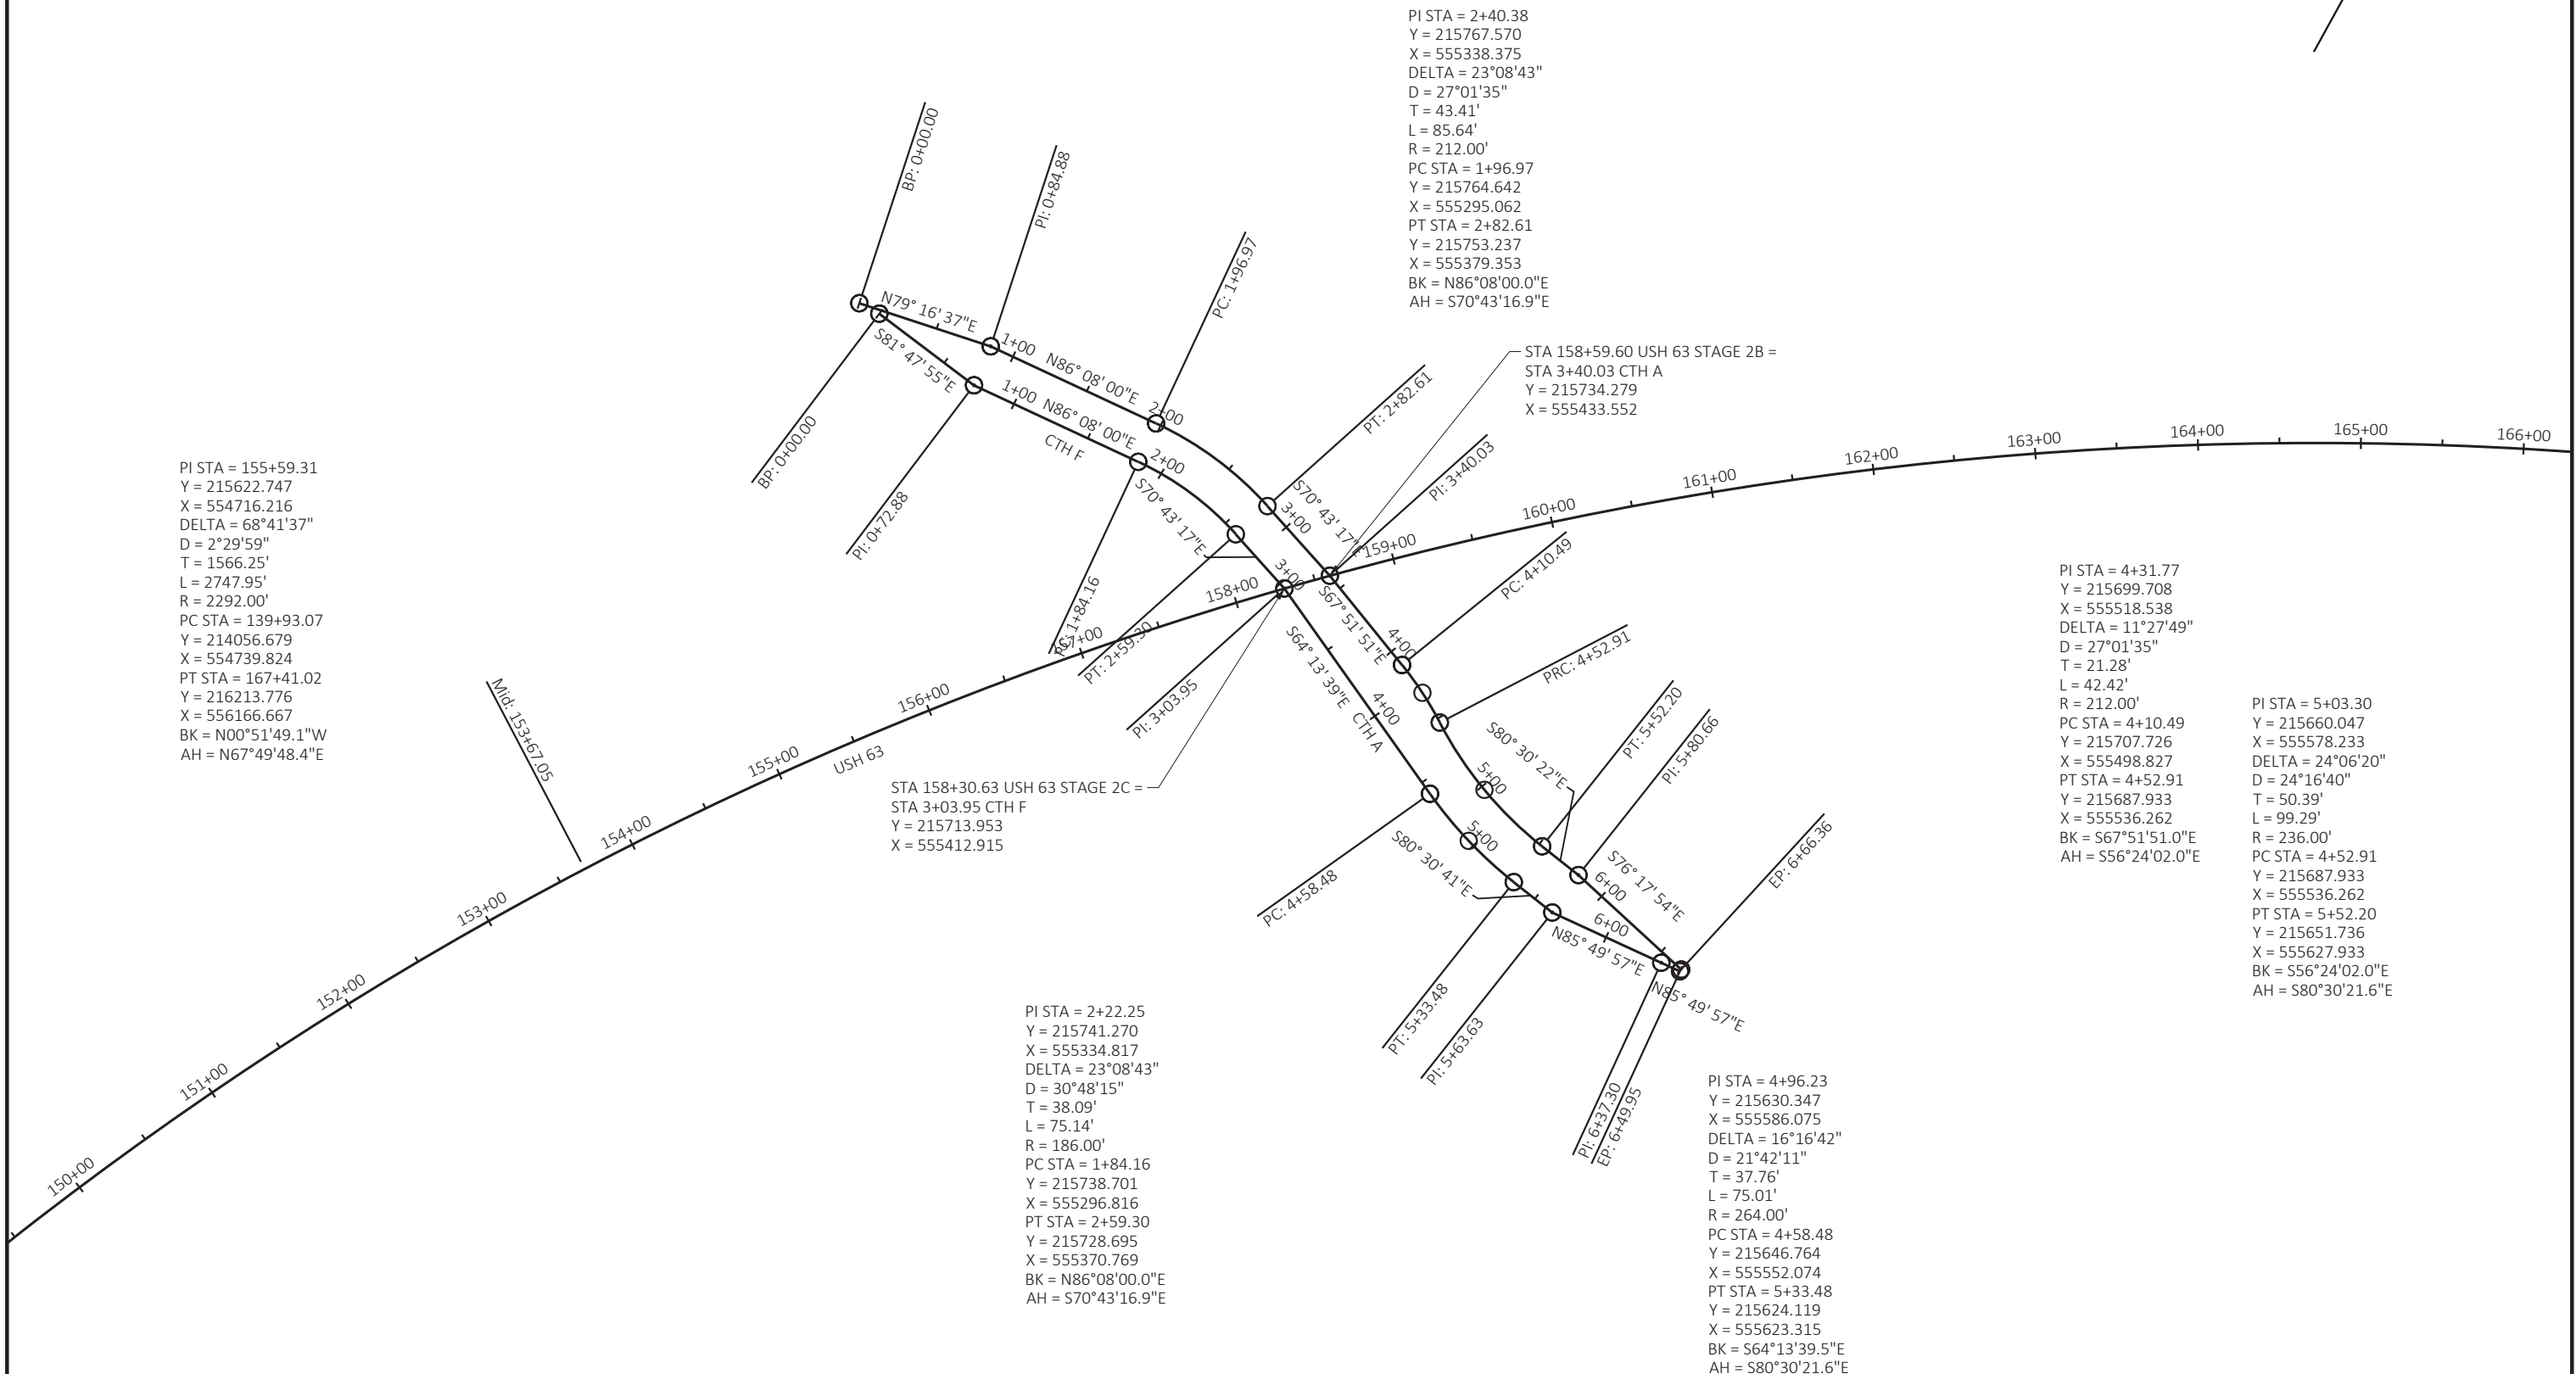 PI STA = 2+40.38
Y = 215767.570
X = 555338.375
DELTA = 23°08'43"
D = 27°01'35"
T = 43.41'
L = 85.64'
R = 212.00'
PC STA = 1+96.97
Y = 215764.642
X = 555295.062
PT STA = 2+82.61
Y = 215753.237
X = 555379.353
BK = N86°08'00.0"E
AH = S70°43'16.9"E
BP: 0+00.00
PI: 0+84.88
PC: 1+96.97
N79° 16' 37"E
1+00
N86° 08' 00"E
2+00
S81° 47' 55"E
1+00
N86° 08' 00"E
CTH F
2+00
BP: 0+00.00
PI: 0+72.88
PC: 1+84.16
PT: 2+59.30
PI: 3+03.95
S70° 43' 17"E
PT: 2+82.61
S70° 43' 17"E
3+00
PI: 3+40.03
STA 158+59.60 USH 63 STAGE 2B =
STA 3+40.03 CTH A
Y = 215734.279
X = 555433.552
3+00
S67° 51' 51"E
4+00
PC: 4+10.49
PRC: 4+52.91
S64° 13' 39"E
4+00
CTH A
S80° 30' 22"E
5+00
PT: 5+52.20
PI: 5+80.66
S76° 17' 54"E
6+00
EP: 6+66.36
5+00
S80° 30' 41"E
PC: 4+58.48
6+00
N85° 49' 57"E
N85° 49' 57"E
PT: 5+33.48
PI: 5+63.63
PI: 6+37.30
EP: 6+49.95
STA 158+30.63 USH 63 STAGE 2C =
STA 3+03.95 CTH F
Y = 215713.953
X = 555412.915
150+00
151+00
152+00
153+00
Mid: 153+67.05
154+00
155+00
USH 63
156+00
157+00
158+00
159+00
160+00
161+00
162+00
163+00
164+00
165+00
166+00
PI STA = 155+59.31
Y = 215622.747
X = 554716.216
DELTA = 68°41'37"
D = 2°29'59"
T = 1566.25'
L = 2747.95'
R = 2292.00'
PC STA = 139+93.07
Y = 214056.679
X = 554739.824
PT STA = 167+41.02
Y = 216213.776
X = 556166.667
BK = N00°51'49.1"W
AH = N67°49'48.4"E
PI STA = 4+31.77
Y = 215699.708
X = 555518.538
DELTA = 11°27'49"
D = 27°01'35"
T = 21.28'
L = 42.42'
R = 212.00'
PC STA = 4+10.49
Y = 215707.726
X = 555498.827
PT STA = 4+52.91
Y = 215687.933
X = 555536.262
BK = S67°51'51.0"E
AH = S56°24'02.0"E
PI STA = 5+03.30
Y = 215660.047
X = 555578.233
DELTA = 24°06'20"
D = 24°16'40"
T = 50.39'
L = 99.29'
R = 236.00'
PC STA = 4+52.91
Y = 215687.933
X = 555536.262
PT STA = 5+52.20
Y = 215651.736
X = 555627.933
BK = S56°24'02.0"E
AH = S80°30'21.6"E
PI STA = 2+22.25
Y = 215741.270
X = 555334.817
DELTA = 23°08'43"
D = 30°48'15"
T = 38.09'
L = 75.14'
R = 186.00'
PC STA = 1+84.16
Y = 215738.701
X = 555296.816
PT STA = 2+59.30
Y = 215728.695
X = 555370.769
BK = N86°08'00.0"E
AH = S70°43'16.9"E
PI STA = 4+96.23
Y = 215630.347
X = 555586.075
DELTA = 16°16'42"
D = 21°42'11"
T = 37.76'
L = 75.01'
R = 264.00'
PC STA = 4+58.48
Y = 215646.764
X = 555552.074
PT STA = 5+33.48
Y = 215624.119
X = 555623.315
BK = S64°13'39.5"E
AH = S80°30'21.6"E